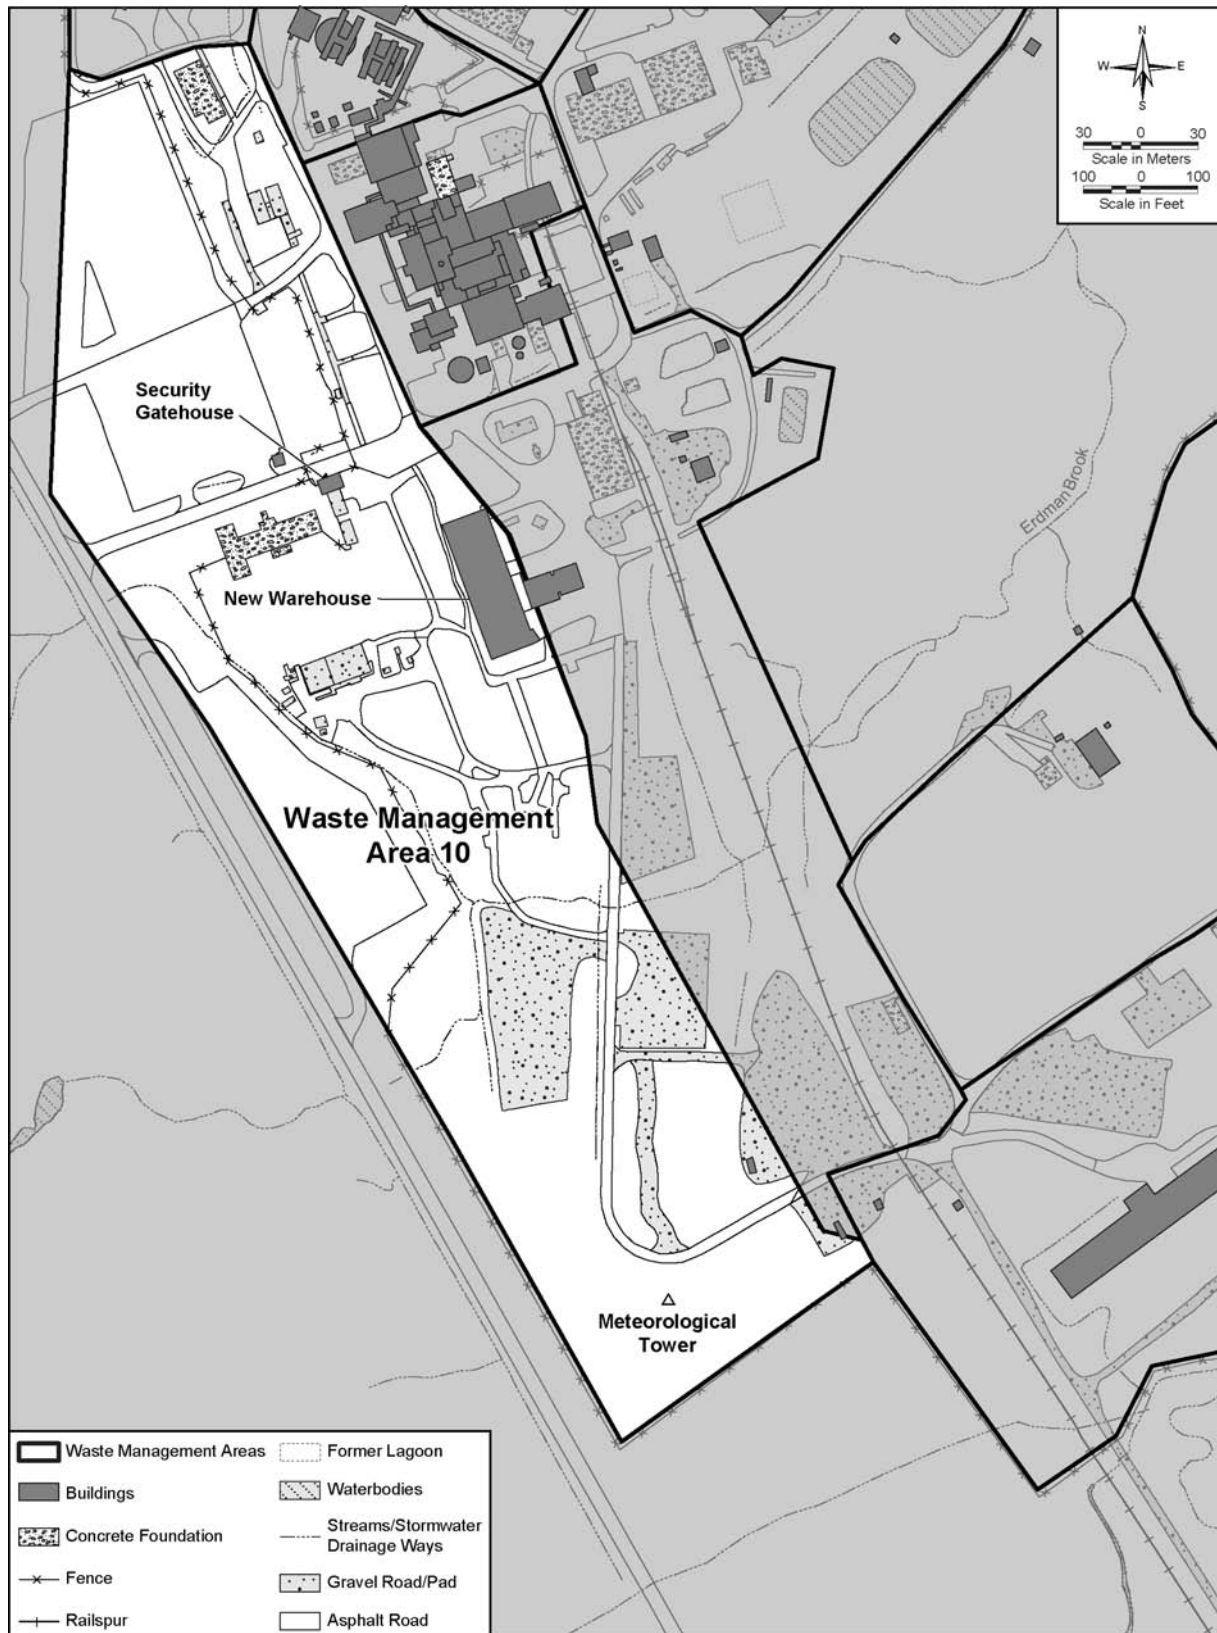 N
W E
S
30 0 30
Scale in Meters
100 0 100
Scale in Feet
Security
Gatehouse
Erdman Brook
New Warehouse
Waste Management
Area 10
Meteorological
Tower
Waste Management Areas
Buildings
Concrete Foundation
Fence
Railspur
Former Lagoon
Waterbodies
Streams/Stormwater
Drainage Ways
Gravel Road/Pad
Asphalt Road